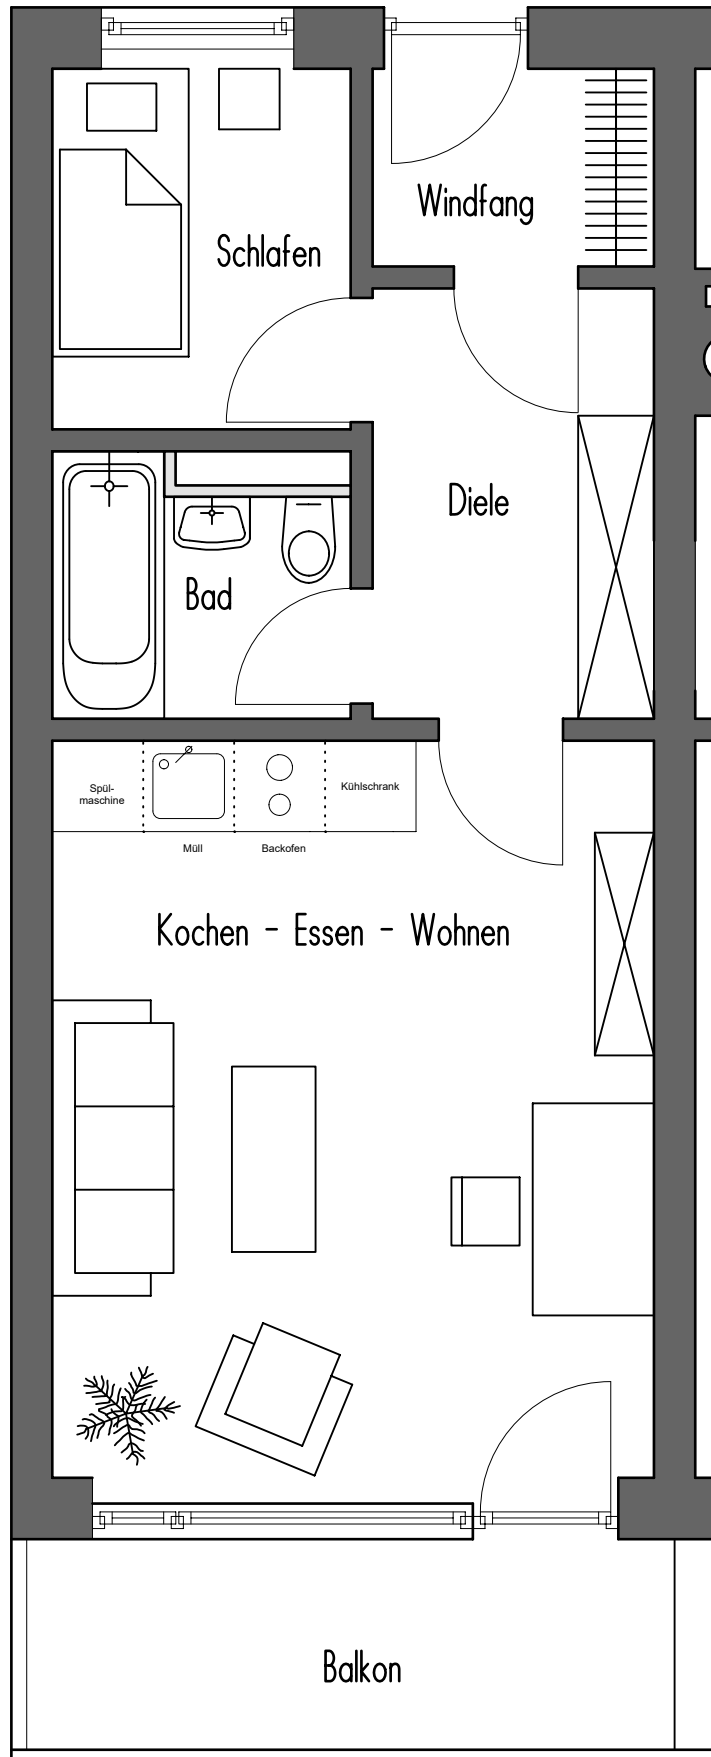 Windfang
Schlafen
Diele
Bad
Spül-
maschine
Kühlschrank
Müll
Backofen
Kochen - Essen - Wohnen
Balkon